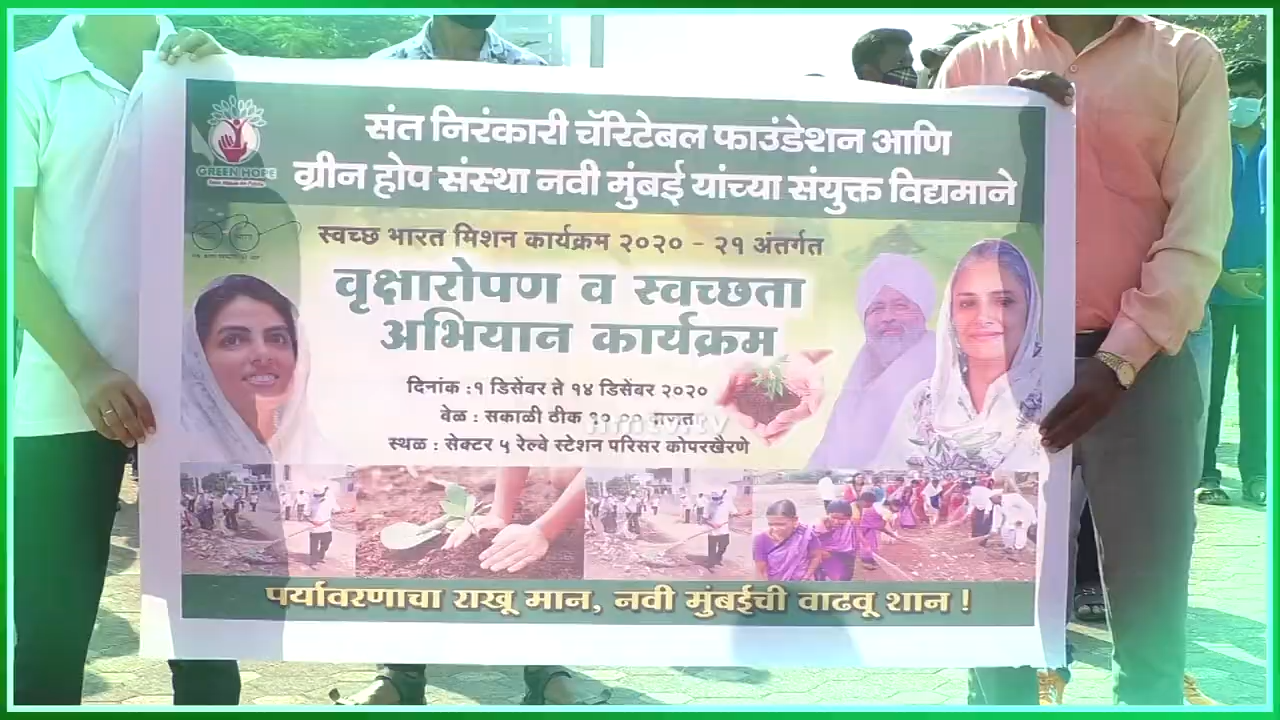 संत निरंकारी चॅरिटेबल फाउंडेशन आणि
ग्रीन होप संस्था नवी मुंबई यांच्या संयुक्त विद्यमाने
GREEN HOPE
स्वच्छ भारत मिशन कार्यक्रम २०२० - २१ अंतर्गत
वृक्षारोपण व स्वच्छता
अभियान कार्यक्रम
दिनांक : १ डिसेंबर ते १४ डिसेंबर २०२०
वेळ : सकाळी ठीक
स्थळ : सेक्टर ५ रेल्वे स्टेशन परिसर कोपरखैरणे
पर्यावरणाचा राखू मान, नवी मुंबईची वाढवू शान !